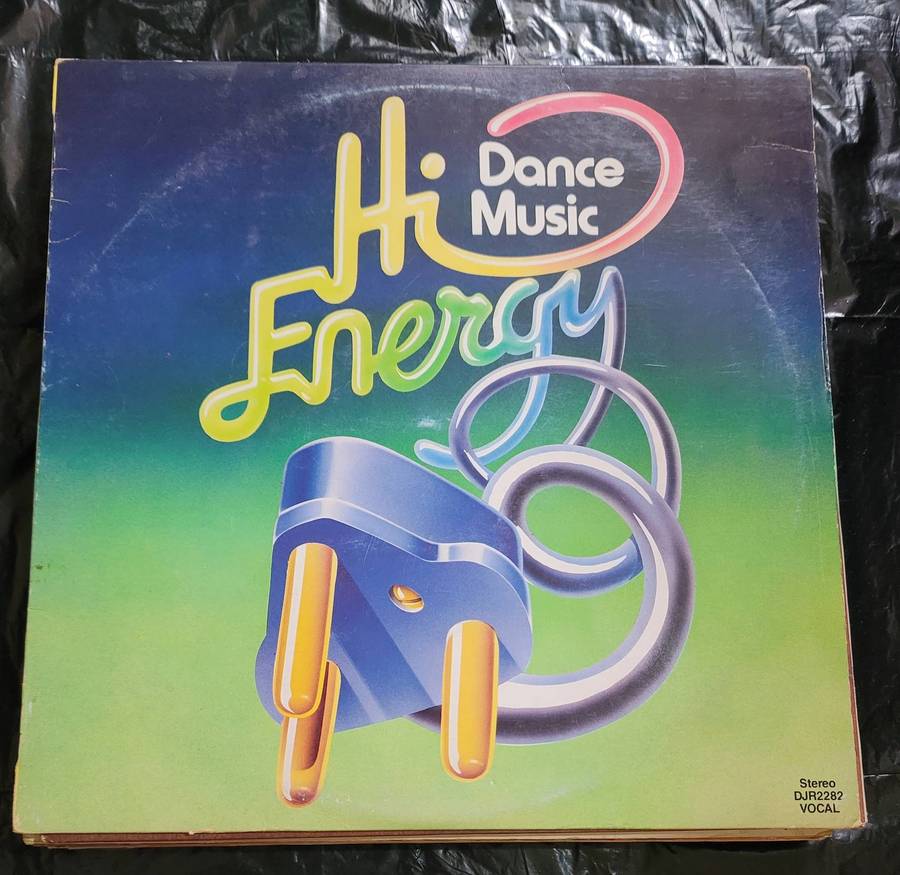 Hi
Dance
Music
Energy
Stereo
DJR2282
VOCAL